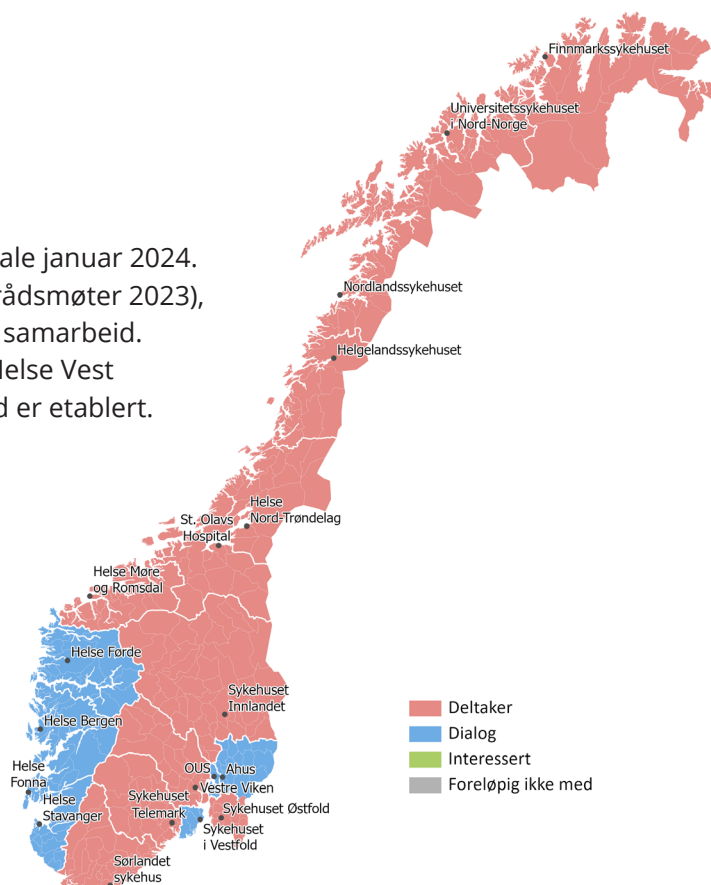 Finnmarkssykehuset
Universitetssykehuset
i Nord-Norge
ale januar 2024.
rådsmøter 2023),
samarbeid.
Helse Vest
d er etablert.
Nordlandssykehuset
Helgelandssykehuset
Helse
Nord-Trøndelag
St. Olavs
Hospital
Helse Møre
og Romsdal
Helse Førde
Sykehuset
Innlandet
Helse Bergen
Helse
Fonna
Helse
Stavanger
OUS
Ahus
Vestre Viken
Sykehuset
Telemark
Sykehuset Østfold
Sykehuset
i Vestfold
Sørlandet
sykehus
Deltaker
Dialog
Interessert
Foreløpig ikke med